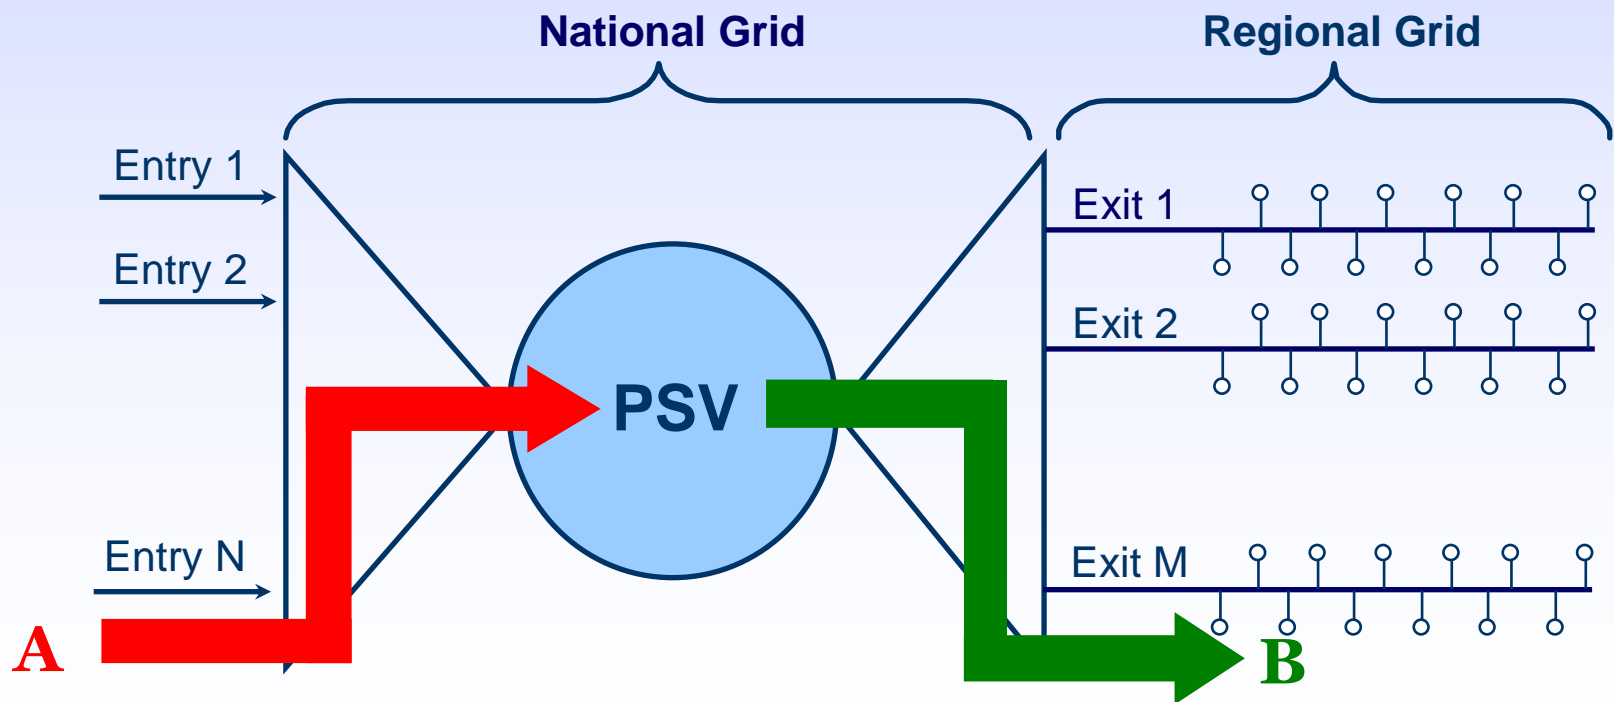 National Grid
Regional Grid
Entry 1
Exit 1
Entry 2
Exit 2
PSV
Entry N
Exit M
A
B